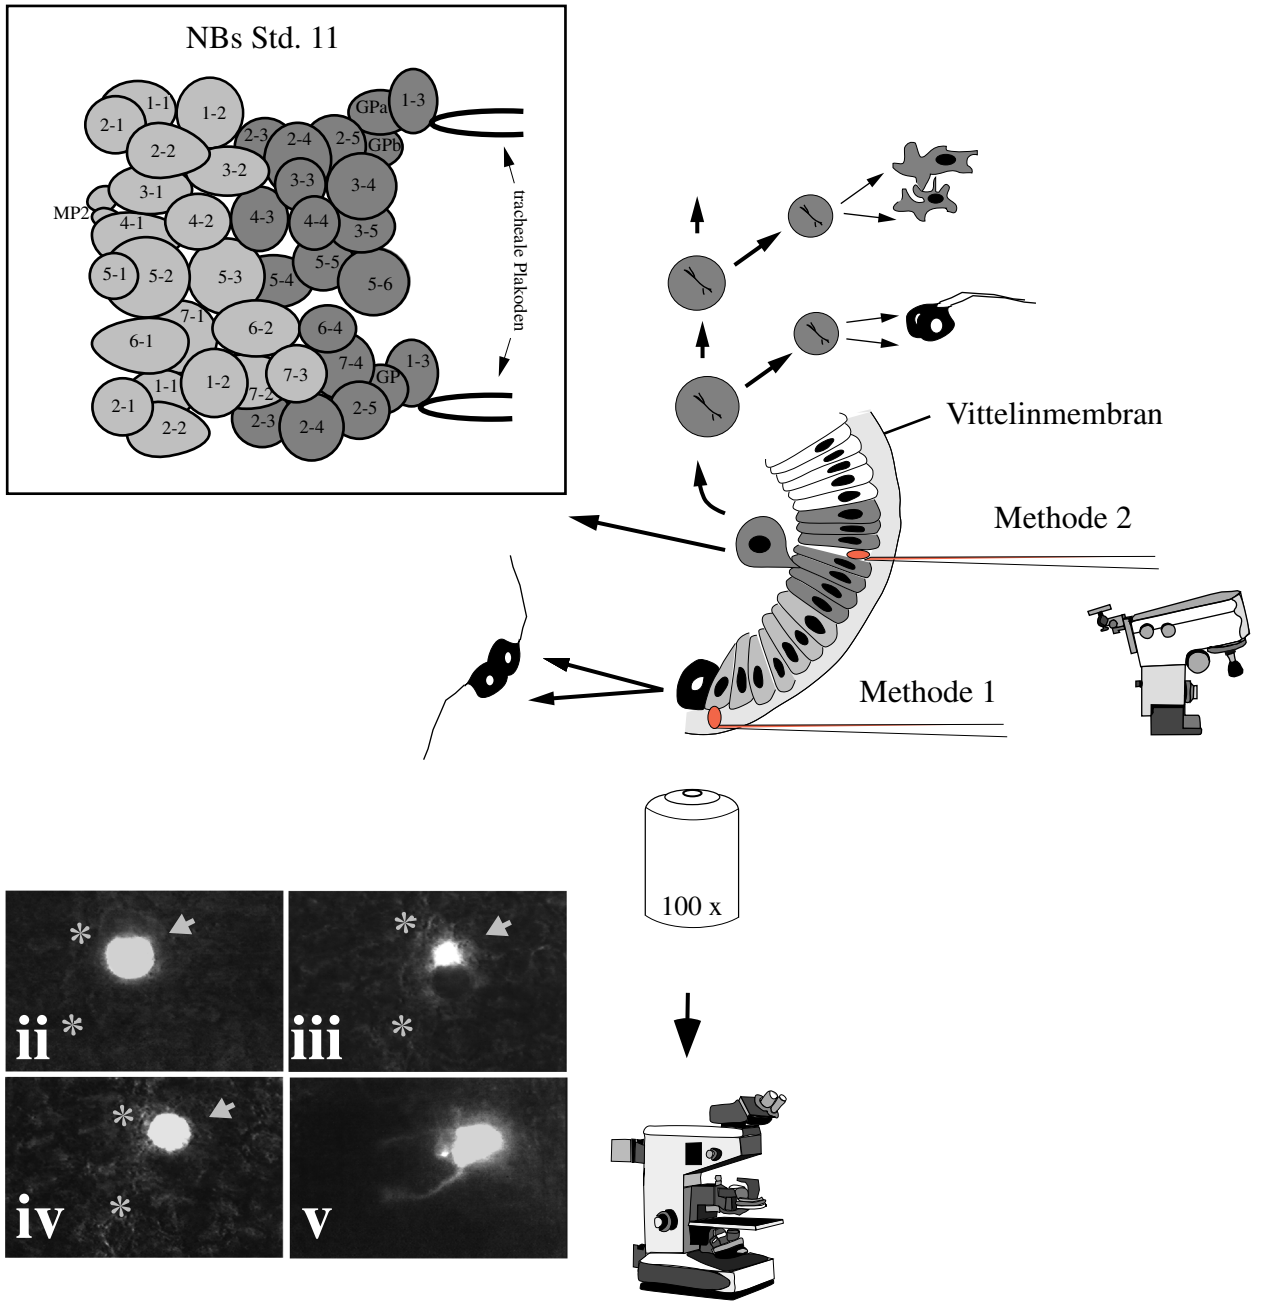 NBs Std. 11
1-1
1-2
2-1
2-2
GPa
1-3
2-3
2-4
2-5
GPb
3-1
3-2
3-3
3-4
MP2
4-1
4-2
4-3
4-4
3-5
5-1
5-2
5-3
5-4
5-5
5-6
7-1
6-1
6-2
6-4
7-4
GP
1-3
1-1
1-2
7-2
7-3
2-1
2-2
2-3
2-4
2-5
tracheale Plakoden
Vittelinmembran
Methode 2
Methode 1
100 x
* ii *
* iii *
* iv *
v